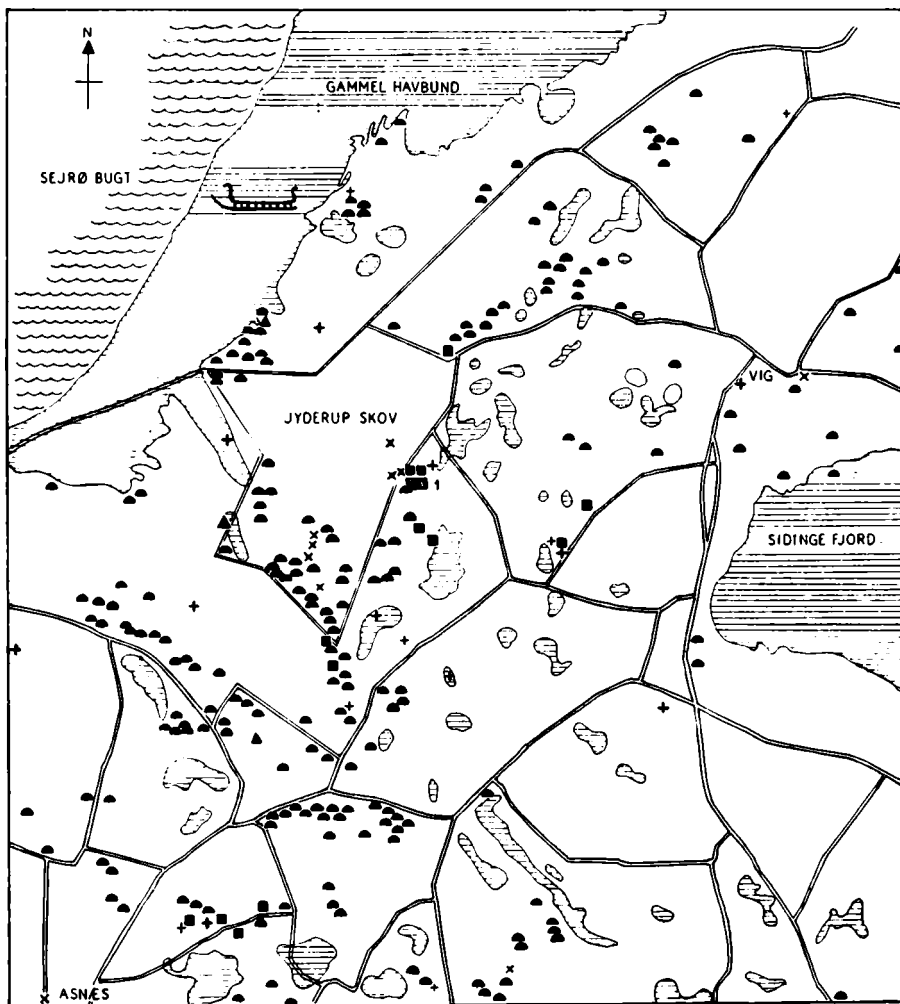 N
GAMMEL HAVBUND
SEJRØ BUGT
VIG
JYDERUP SKOV
1
SIDINGE FJORD
ASNÆS